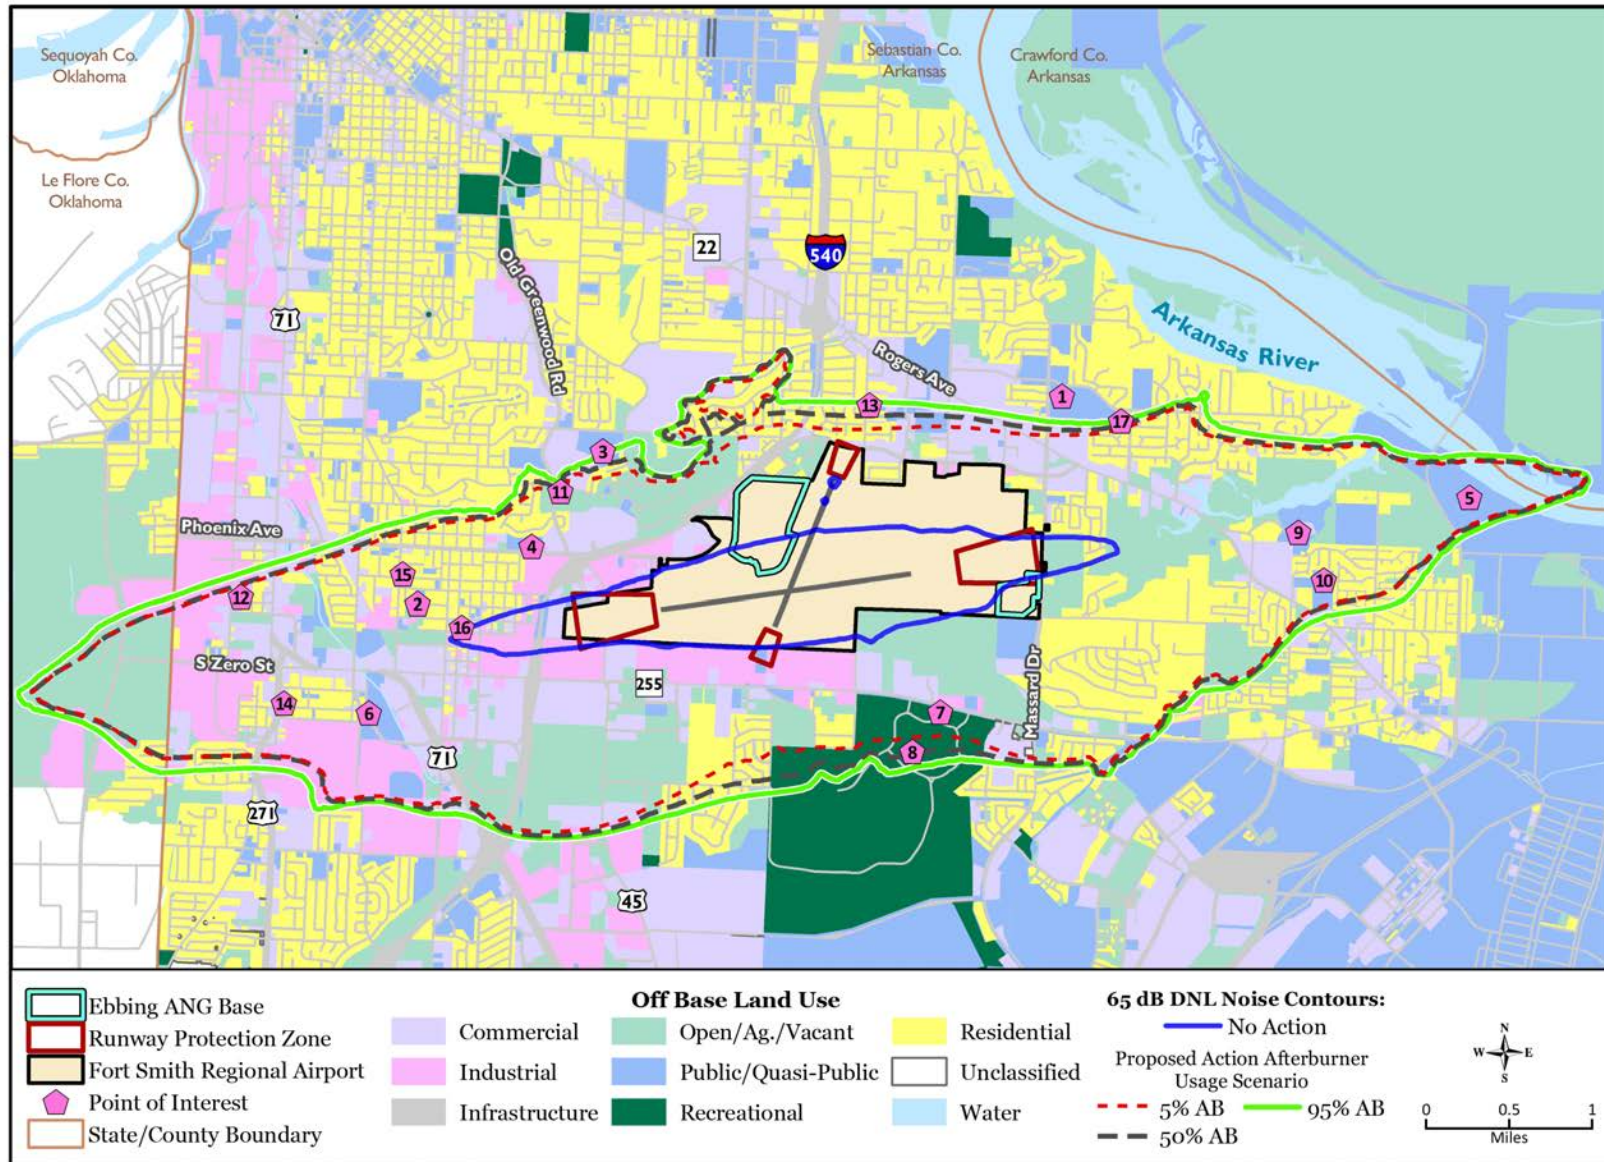 Sequoyah Co.
Oklahoma
Sebastian Co.
Arkansas
Crawford Co.
Arkansas
Le Flore Co.
Oklahoma
22
540
Old Greenwood Rd
71
Arkansas River
Rogers Ave
1
13
17
3
11
5
Phoenix Ave
4
9
15
10
12
2
16
S Zero St
255
Massard Dr
14
6
7
8
71
271
45
Ebbing ANG Base
Runway Protection Zone
Fort Smith Regional Airport
Point of Interest
State/County Boundary
Off Base Land Use
Commercial
Open/Ag./Vacant
Residential
Industrial
Public/Quasi-Public
Unclassified
Infrastructure
Recreational
Water
65 dB DNL Noise Contours:
No Action
Proposed Action Afterburner
Usage Scenario
5% AB
95% AB
50% AB
N
W
E
S
0
0.5
1
Miles